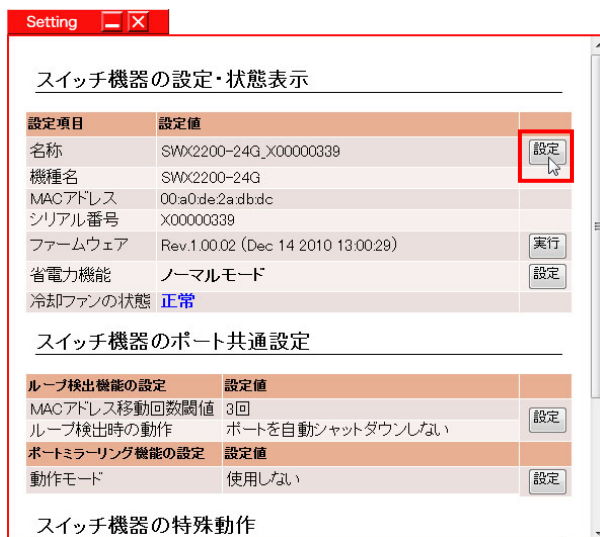 Setting
スイッチ機器の設定・状態表示
設定項目 設定値
名称 SWX2200-24G_X00000339 設定
機種名 SWX2200-24G
MACアドレス 00:a0:de:2a:db:dc
シリアル番号 X00000339
ファームウェア Rev.1.00.02 (Dec 14 2010 13:00:29) 実行
省電力機能 ノーマルモード 設定
冷却ファンの状態 正常
スイッチ機器のポート共通設定
ループ検出機能の設定 設定値
MACアドレス移動回数閾値 3回 設定
ループ検出時の動作 ポートを自動シャットダウンしない
ポートミラーリング機能の設定 設定値
動作モード 使用しない 設定
スイッチ機器の特殊動作